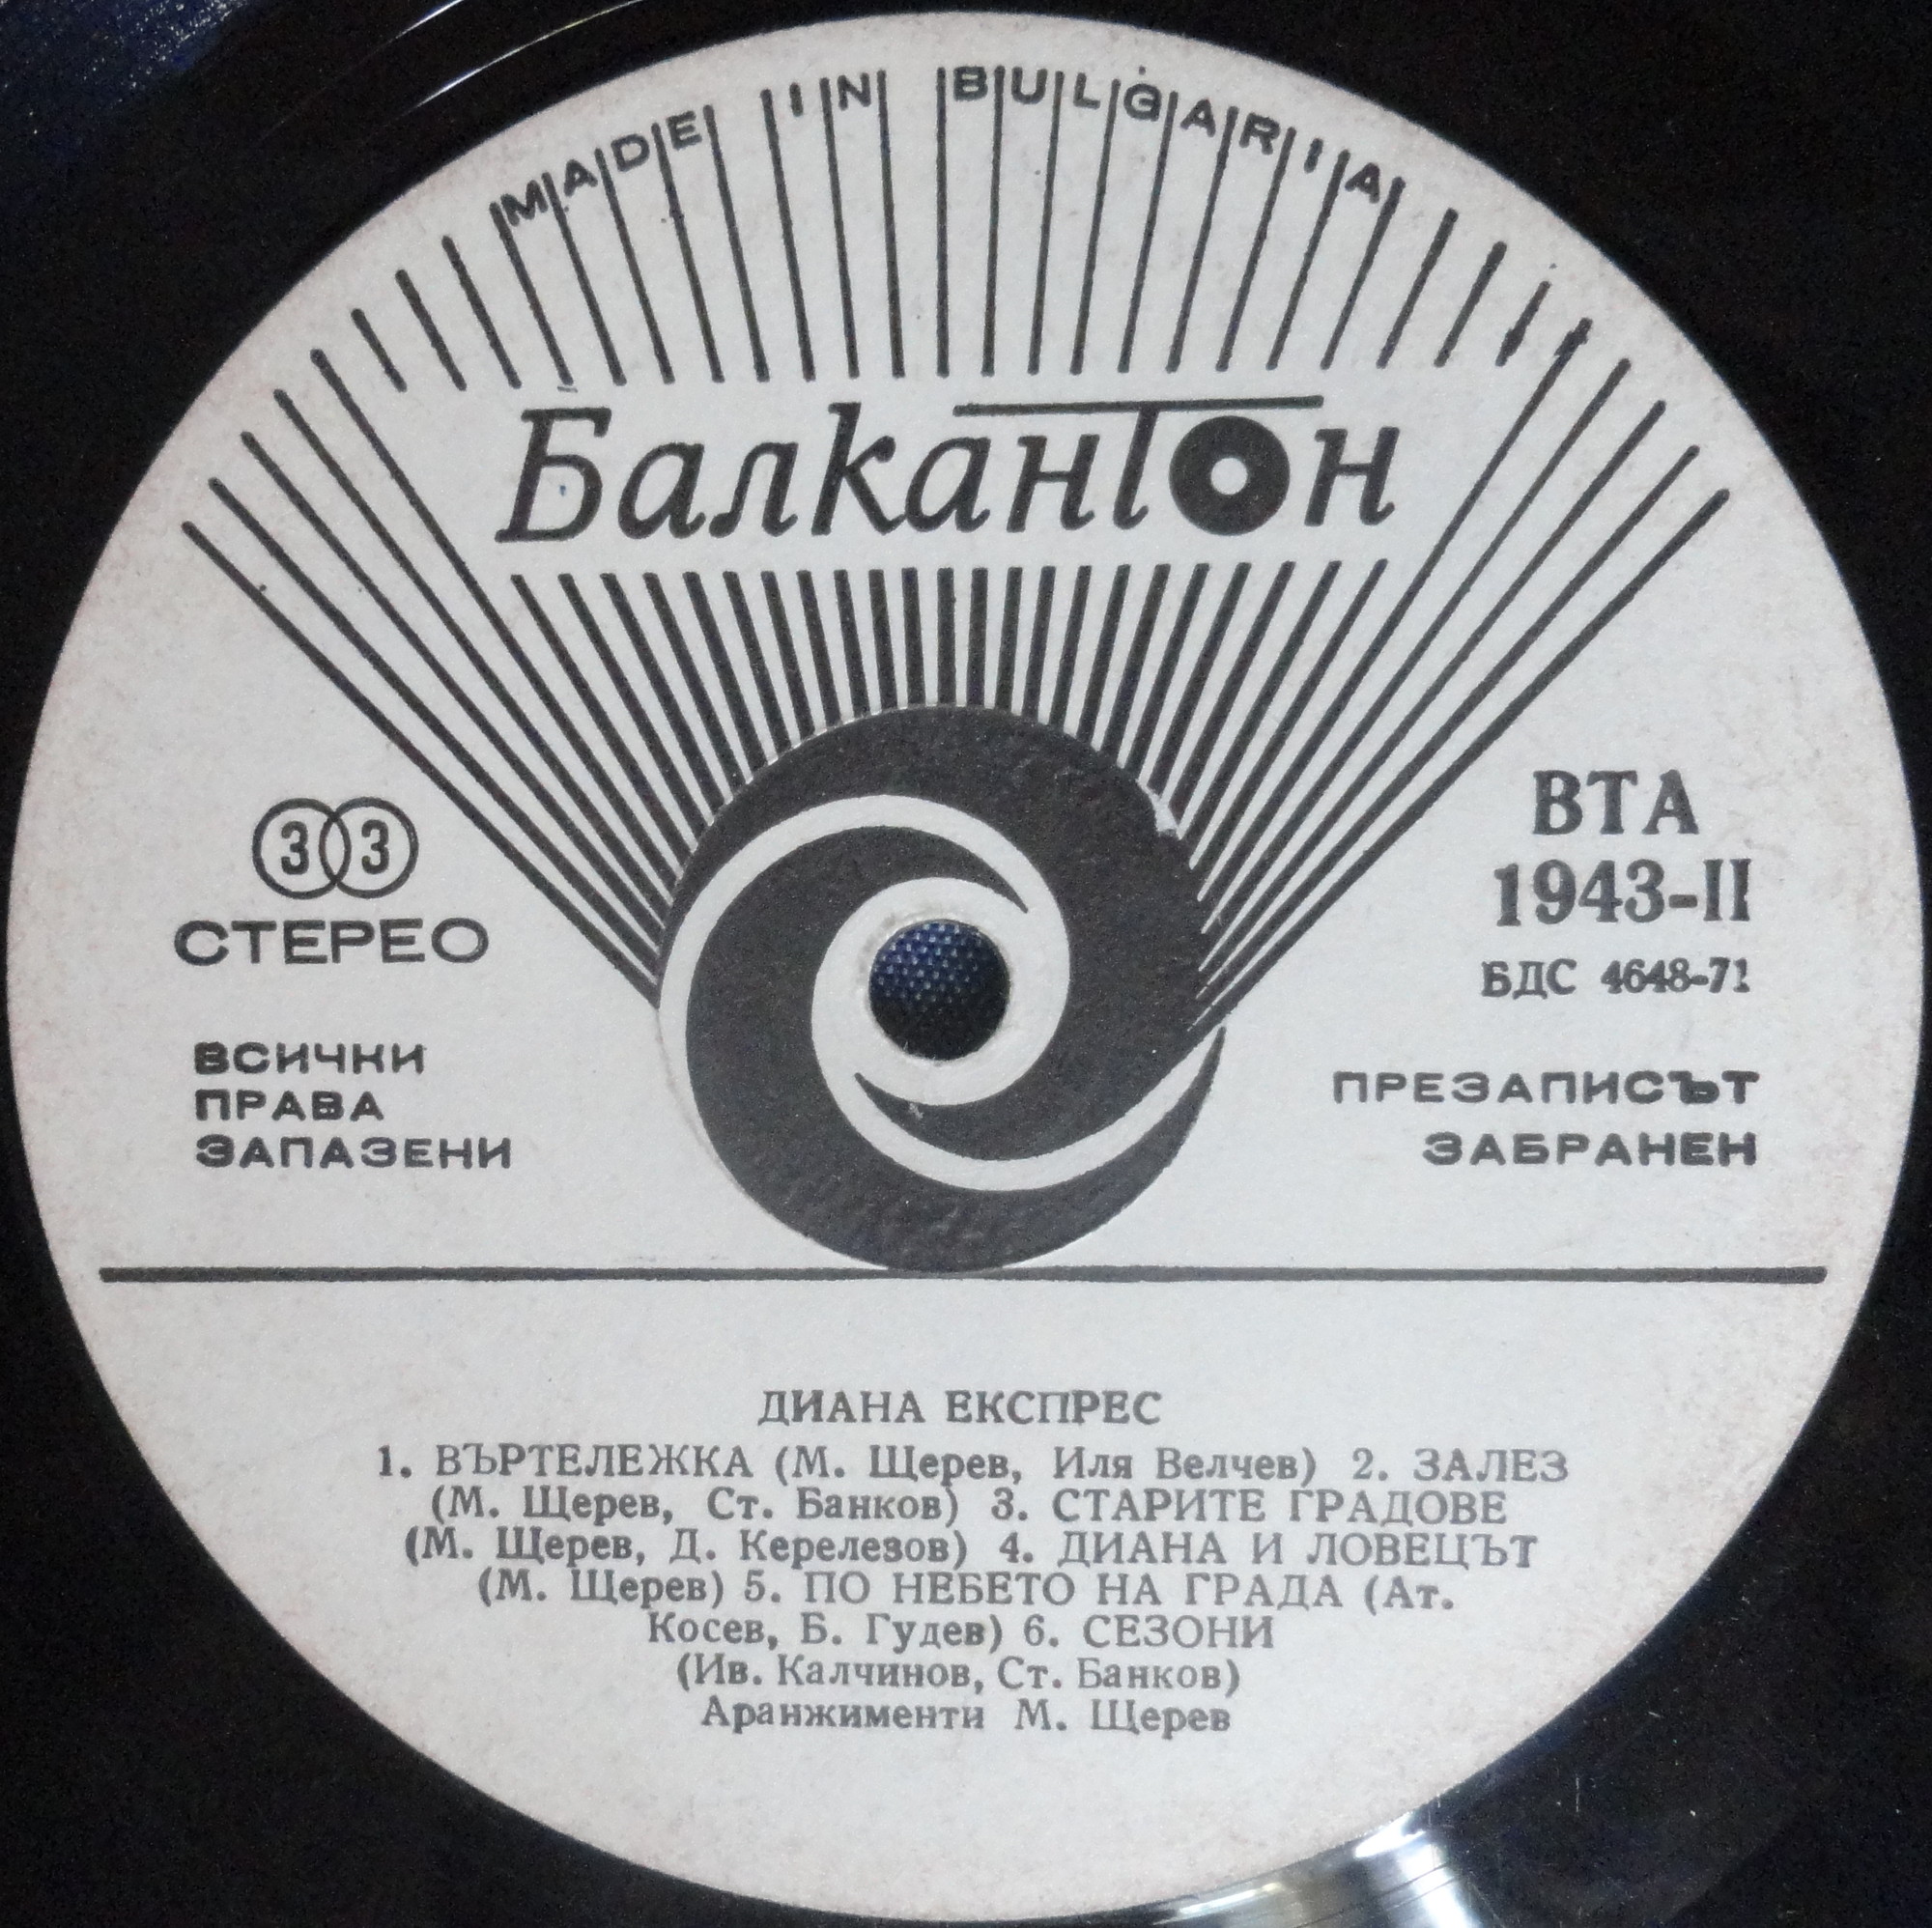 MADE IN BULGARIA
Балкантон
33
СТЕРЕО
ВТА
1943-II
БДС 4648-71
ВСИЧКИ
ПРАВА
ЗАПАЗЕНИ
ПРЕЗАПИСЪТ
ЗАБРАНЕН
ДИАНА ЕКСПРЕС
1. ВЪРТЕЛЕЖКА (М. Щерев, Иля Велчев) 2. ЗАЛЕЗ
(М. Щерев, Ст. Банков) 3. СТАРИТЕ ГРАДОВЕ
(М. Щерев, Д. Керелезов) 4. ДИАНА И ЛОВЕЦЪТ
(М. Щерев) 5. ПО НЕБЕТО НА ГРАДА (Ат.
Косев, Б. Гудев) 6. СЕЗОНИ
(Ив. Калчинов, Ст. Банков)
Аранжименти М. Щерев